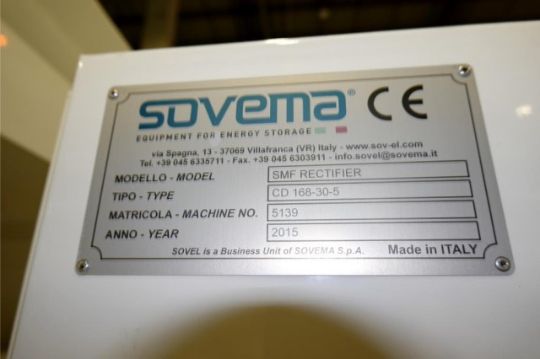 sovema® CE
EQUIPMENT FOR ENERGY STORAGE
via Spagna, 13 - 37069 Villafranca (VR) Italy - www.sov-el.com
Tel. +39 045 6335711 - Fax. +39 045 6303911 - info.sovel@sovema.it
MODELLO - MODEL SMF RECTIFIER
TIPO - TYPE CD 168-30-5
MATRICOLA - MACHINE NO. 5139
ANNO - YEAR 2015
SOVEL is a Business Unit of SOVEMA S.p.A. Made in ITALY